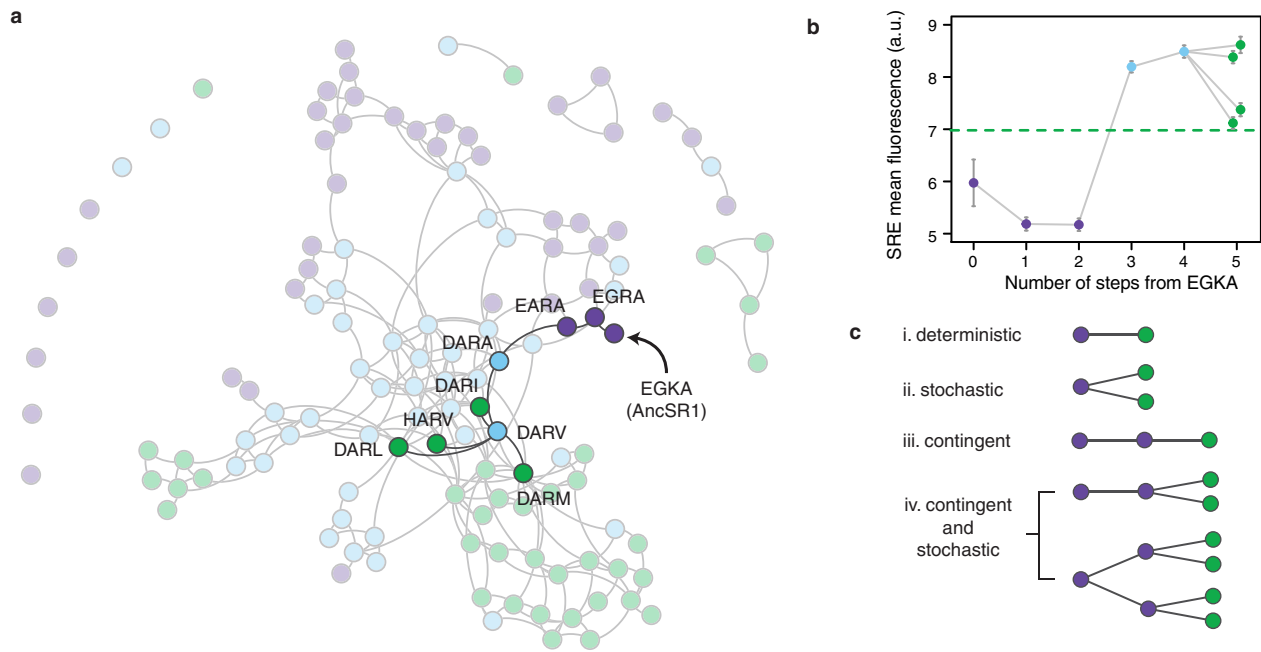 a
EARA
EGRA
DARA
DARI
EGKA
(AncSR1)
HARV
DARL
DARV
DARM
b
SRE mean fluorescence (a.u.)
9
8
7
6
5
0 1 2 3 4 5
Number of steps from EGKA
c
i. deterministic
ii. stochastic
iii. contingent
iv. contingent
and
stochastic